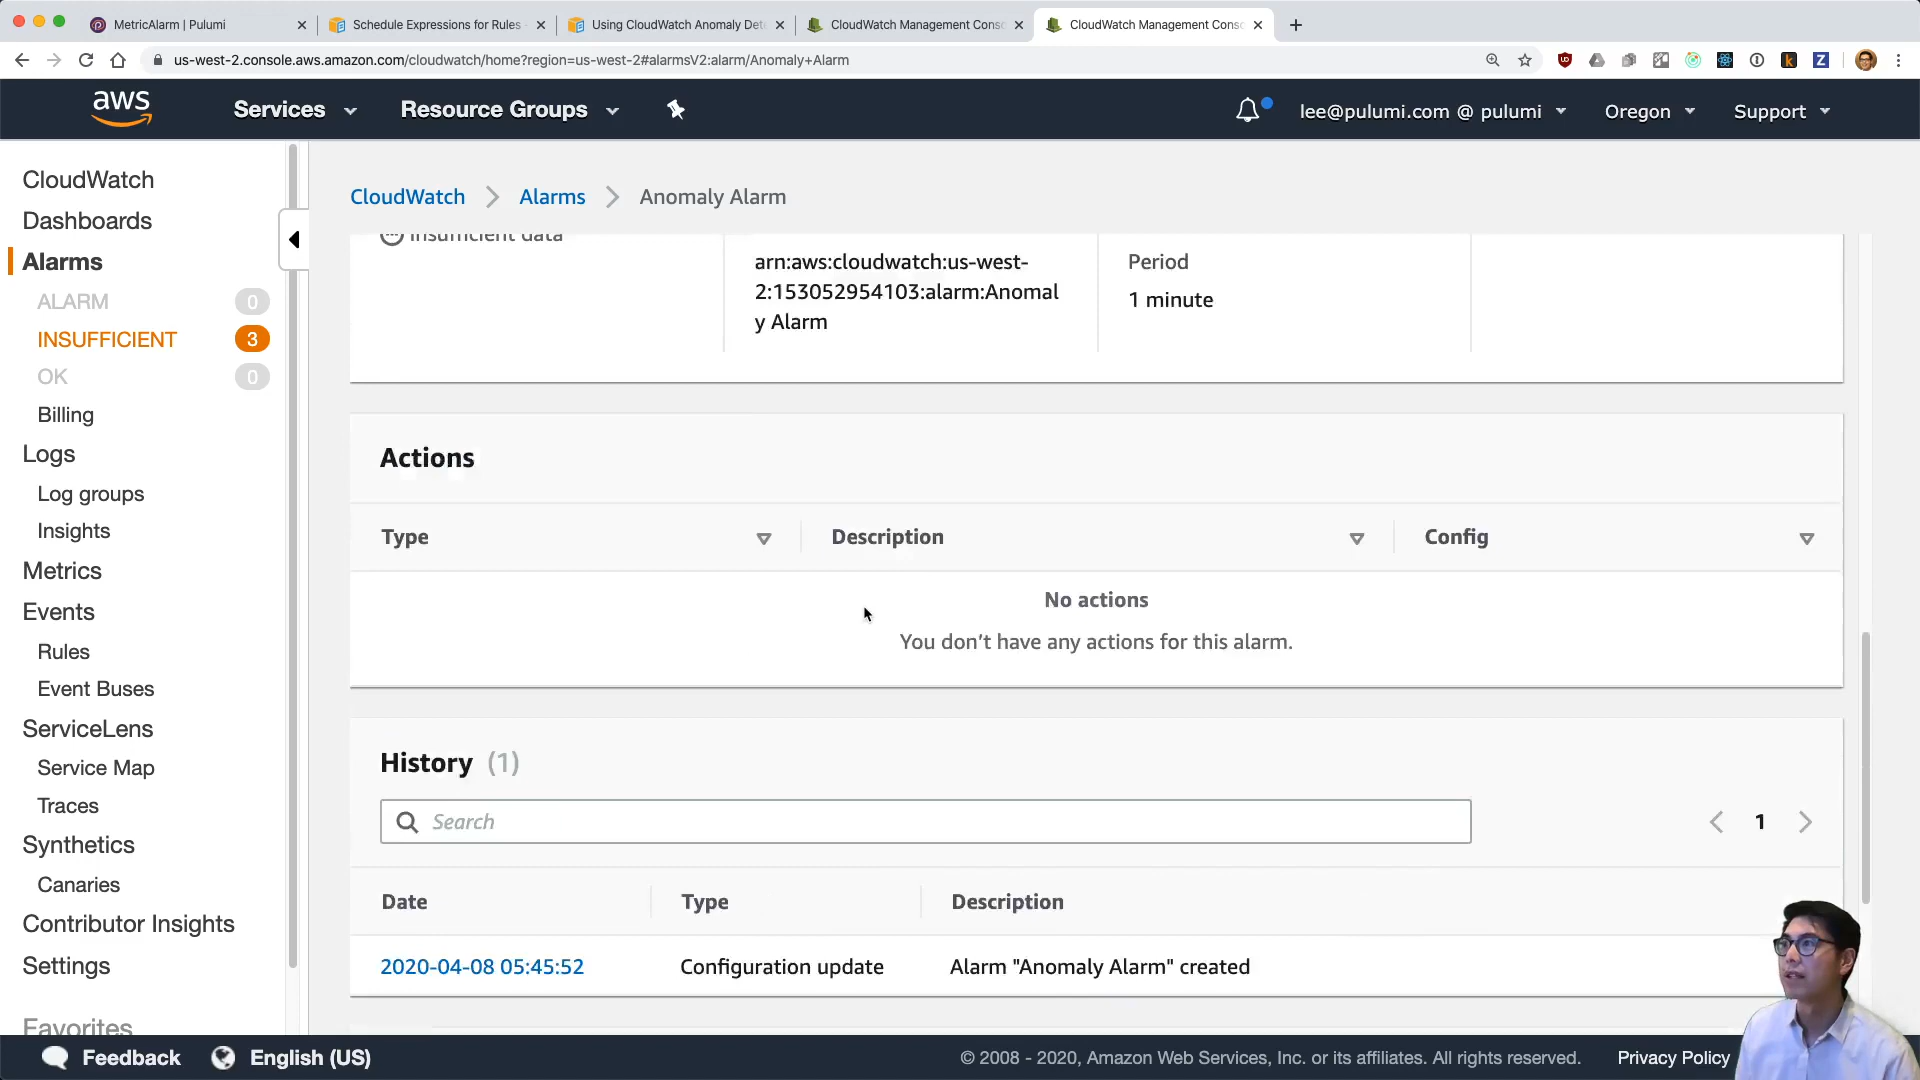 MetricAlarm | Pulumi
Schedule Expressions for Rules
Using CloudWatch Anomaly Det
CloudWatch Management Cons
CloudWatch Management Conso
us-west-2.console.aws.amazon.com/cloudwatch/home?region=us-west-2#alarmsV2:alarm/Anomaly+Alarm
aws
Services
Resource Groups
lee@pulumi.com @ pulumi
Oregon
Support
CloudWatch
Dashboards
Alarms
ALARM 0
INSUFFICIENT 3
OK 0
Billing
Logs
Log groups
Insights
Metrics
Events
Rules
Event Buses
ServiceLens
Service Map
Traces
Synthetics
Canaries
Contributor Insights
Settings
Favorites
CloudWatch
Alarms
Anomaly Alarm
Insufficient data
arn:aws:cloudwatch:us-west-
2:153052954103:alarm:Anomal
y Alarm
Period
1 minute
Actions
Type
Description
Config
No actions
You don't have any actions for this alarm.
History (1)
Search
1
Date
Type
Description
2020-04-08 05:45:52
Configuration update
Alarm "Anomaly Alarm" created
Feedback
English (US)
© 2008 - 2020, Amazon Web Services, Inc. or its affiliates. All rights reserved.
Privacy Policy